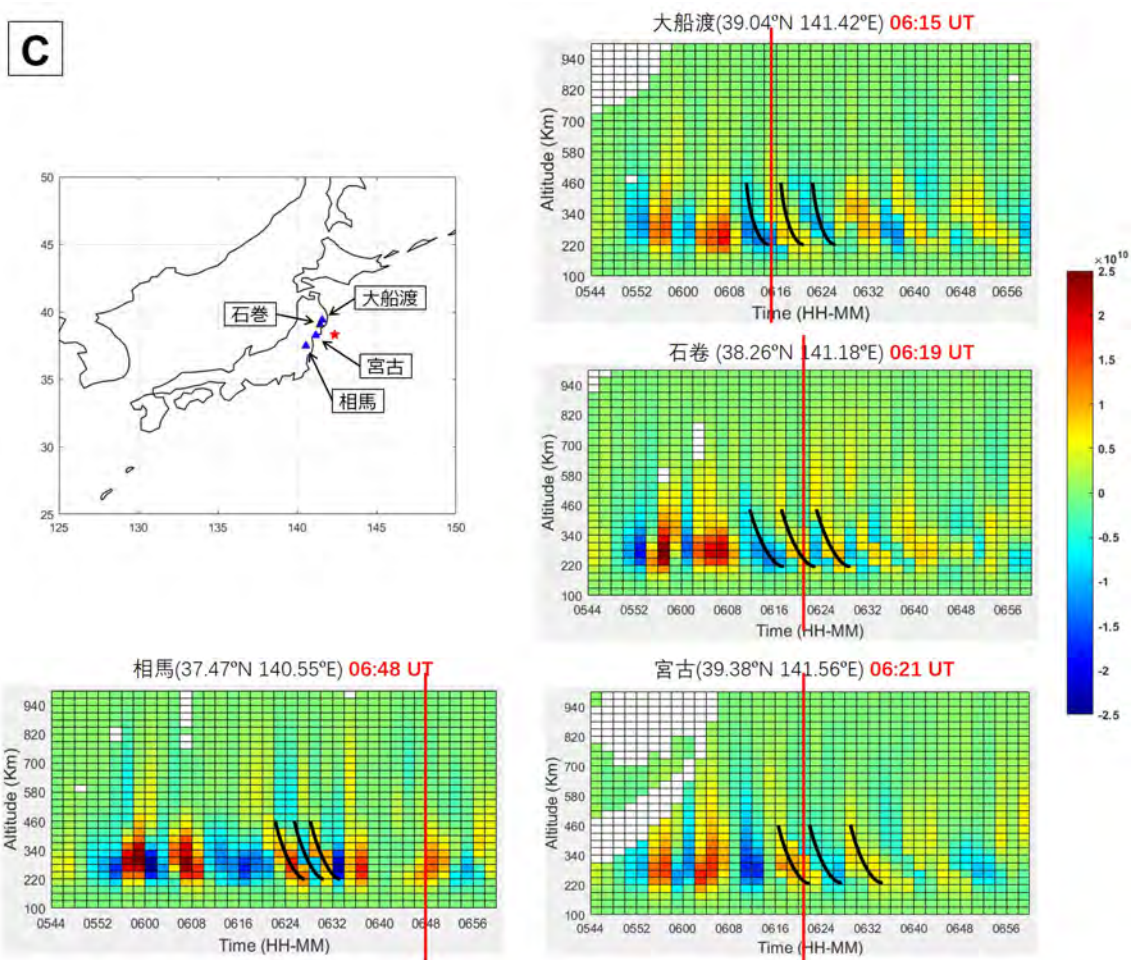 C
大船渡(39.04ºN 141.42ºE) 06:15 UT
940
820
700
580
460
340
220
100
Altitude (Km)
0544 0552 0600 0608 0616 0624 0632 0640 0648 0656
Time (HH-MM)
50
45
40
35
30
25
125 130 135 140 145 150
大船渡
石巻
宮古
相馬
石卷 (38.26ºN 141.18ºE) 06:19 UT
940
820
700
580
460
340
220
100
Altitude (Km)
0544 0552 0600 0608 0616 0624 0632 0640 0648 0656
Time (HH-MM)
×10^10
2.5
2
1.5
1
0.5
0
-0.5
-1
-1.5
-2
-2.5
相馬(37.47ºN 140.55ºE) 06:48 UT
940
820
700
580
460
340
220
100
Altitude (Km)
0544 0552 0600 0608 0616 0624 0632 0640 0648 0656
Time (HH-MM)
宮古(39.38ºN 141.56ºE) 06:21 UT
940
820
700
580
460
340
220
100
Altitude (Km)
0544 0552 0600 0608 0616 0624 0632 0640 0648 0656
Time (HH-MM)